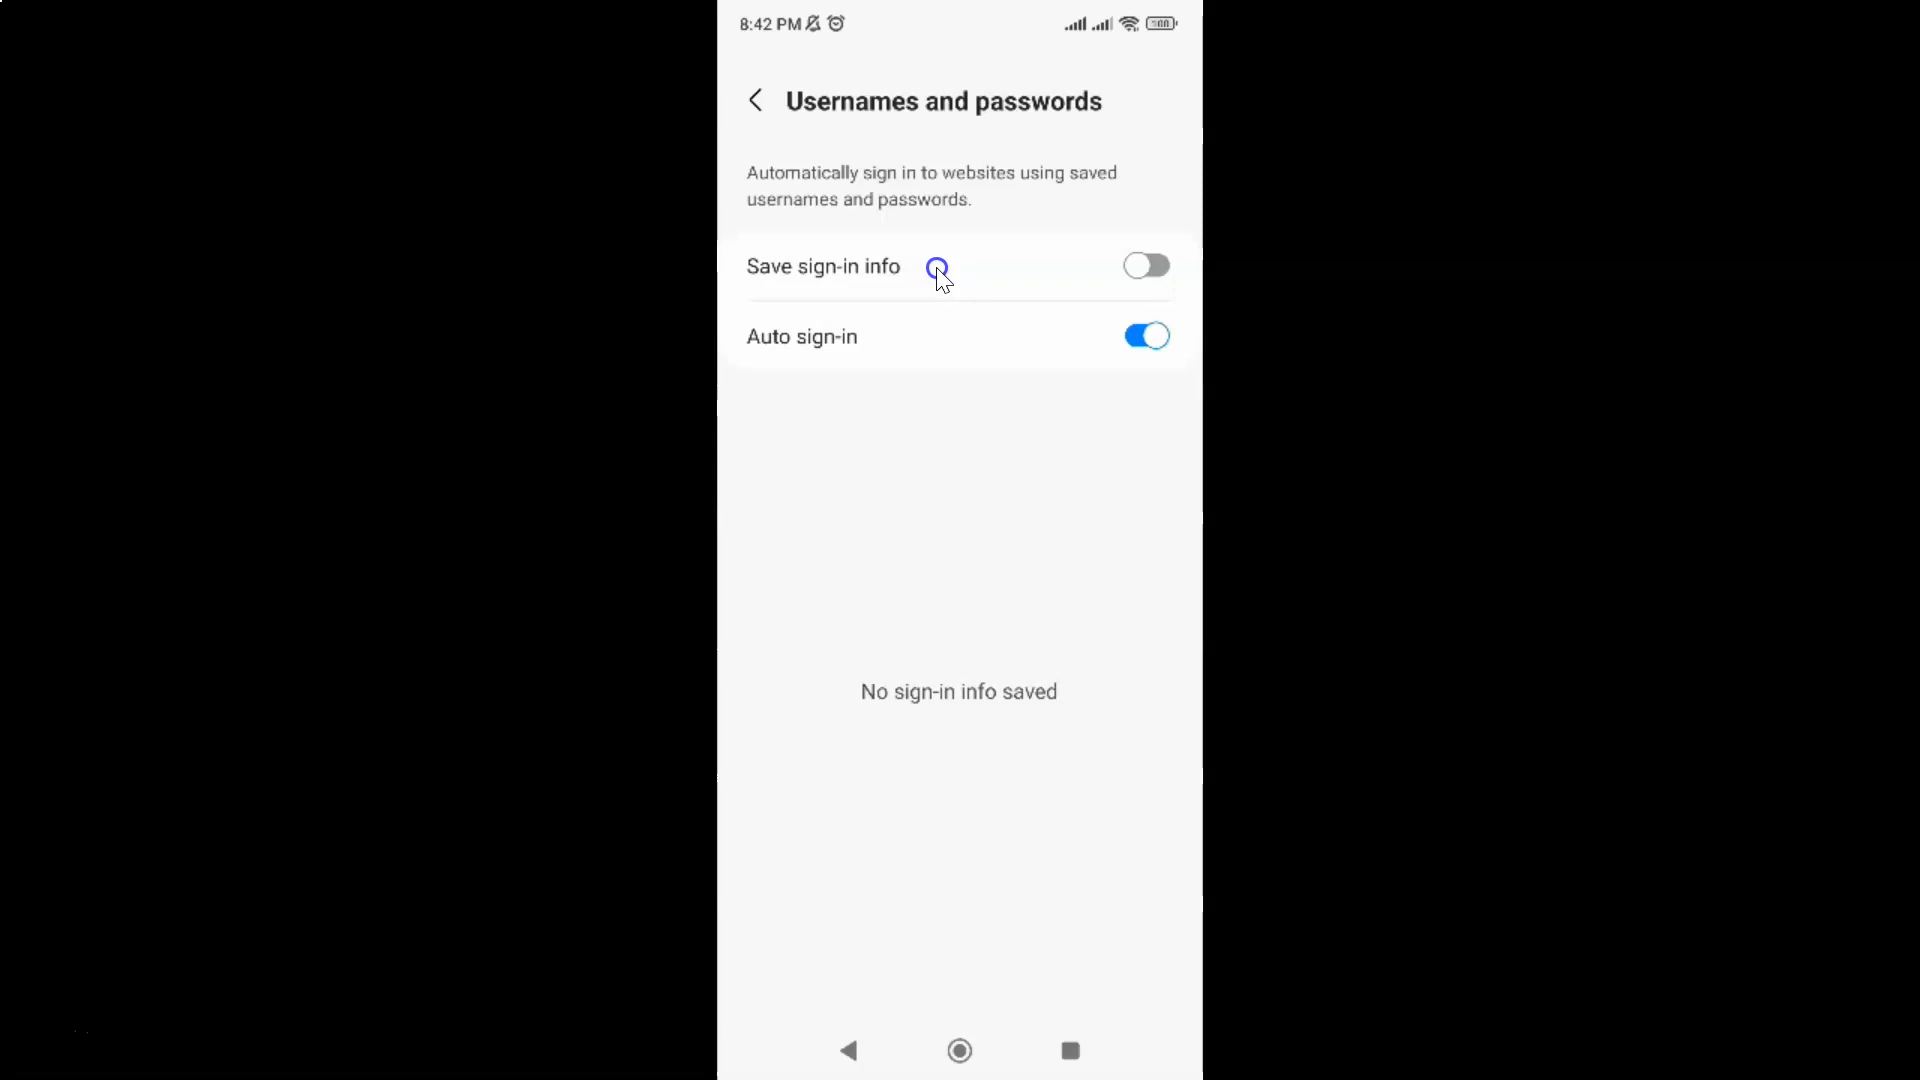 8:42 PM
Usernames and passwords
Automatically sign in to websites using saved
usernames and passwords.
Save sign-in info
Auto sign-in
No sign-in info saved